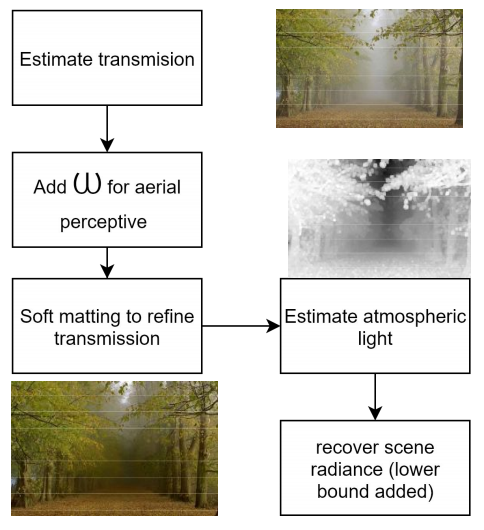 Estimate transmision
Add ω for aerial
perceptive
Soft matting to refine
transmission
Estimate atmospheric
light
recover scene
radiance (lower
bound added)